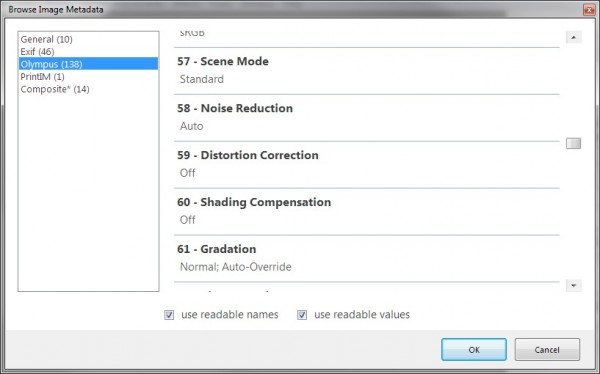 Browse Image Metadata
General (10)
Exif (46)
Olympus (138)
PrintIM (1)
Composite* (14)
sRGB
57 - Scene Mode
Standard
58 - Noise Reduction
Auto
59 - Distortion Correction
Off
60 - Shading Compensation
Off
61 - Gradation
Normal; Auto-Override
use readable names
use readable values
OK
Cancel